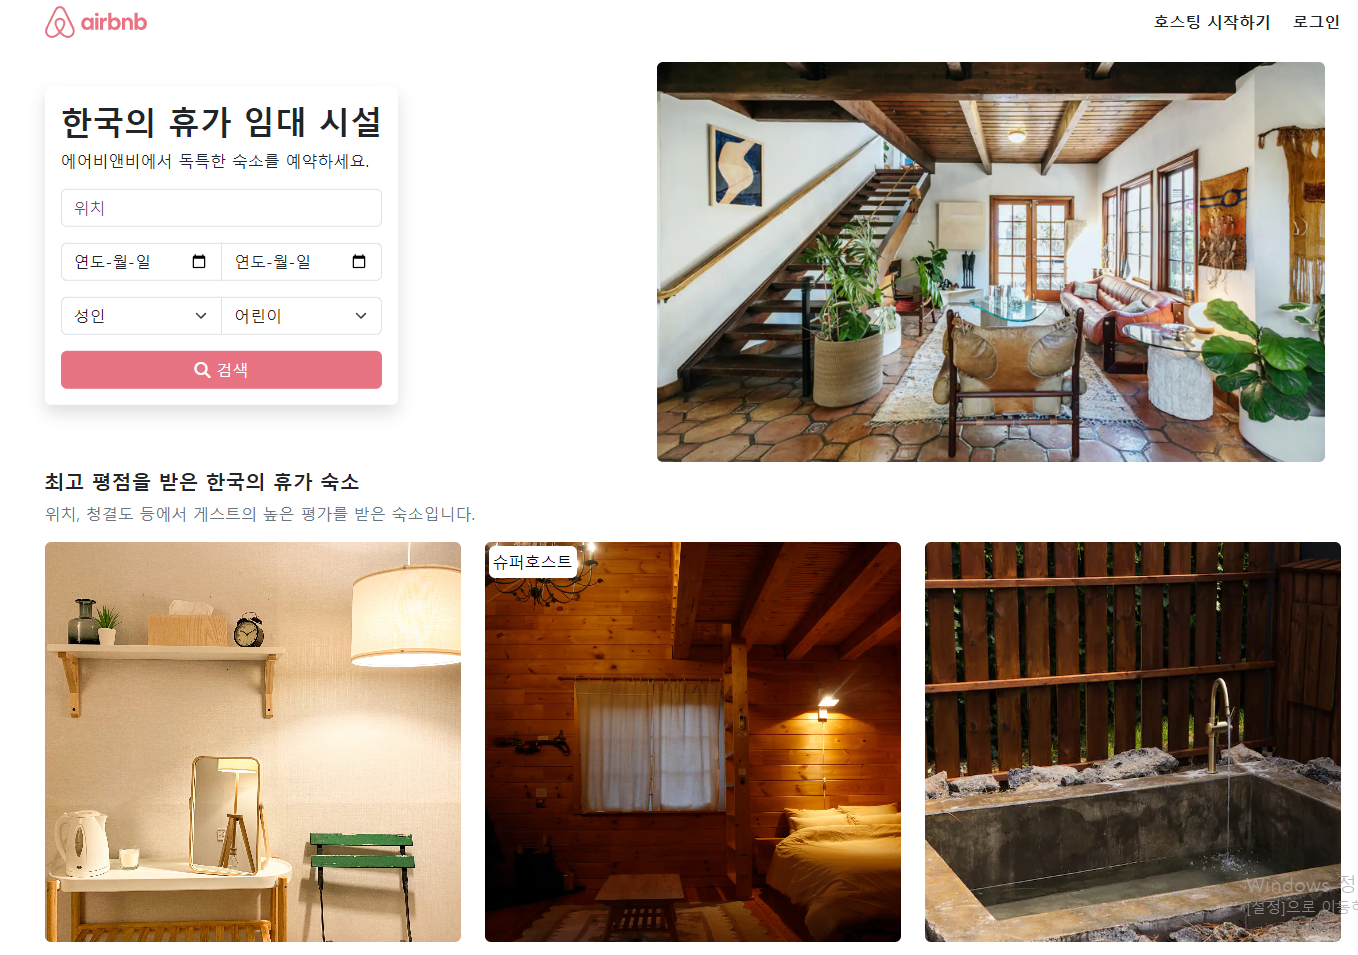 airbnb
호스팅 시작하기 로그인
한국의 휴가 임대 시설
에어비앤비에서 독특한 숙소를 예약하세요.
위치
연도-월-일 연도-월-일
성인 어린이
검색
최고 평점을 받은 한국의 휴가 숙소
위치, 청결도 등에서 게스트의 높은 평가를 받은 숙소입니다.
슈퍼호스트
Windows 정
[설정]으로 이동하